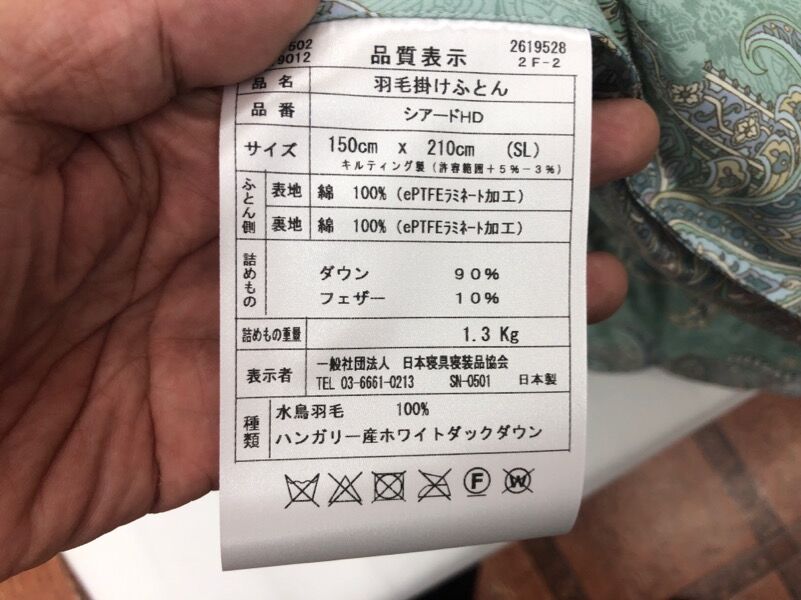 502 品質表示 2619528
9012 2F-2
品名 羽毛掛けふとん
品番 シアードHD
サイズ 150cm x 210cm (SL)
キルティング製 (許容範囲+5%-3%)
ふとん側 表地 綿 100% (ePTFEラミネート加工)
裏地 綿 100% (ePTFEラミネート加工)
詰めもの ダウン 90%
フェザー 10%
詰めもの重量 1.3 Kg
表示者 一般社団法人 日本寝具寝装品協会
TEL 03-6661-0213 SN-0501 日本製
種類 水鳥羽毛 100%
ハンガリー産ホワイトダックダウン
F W